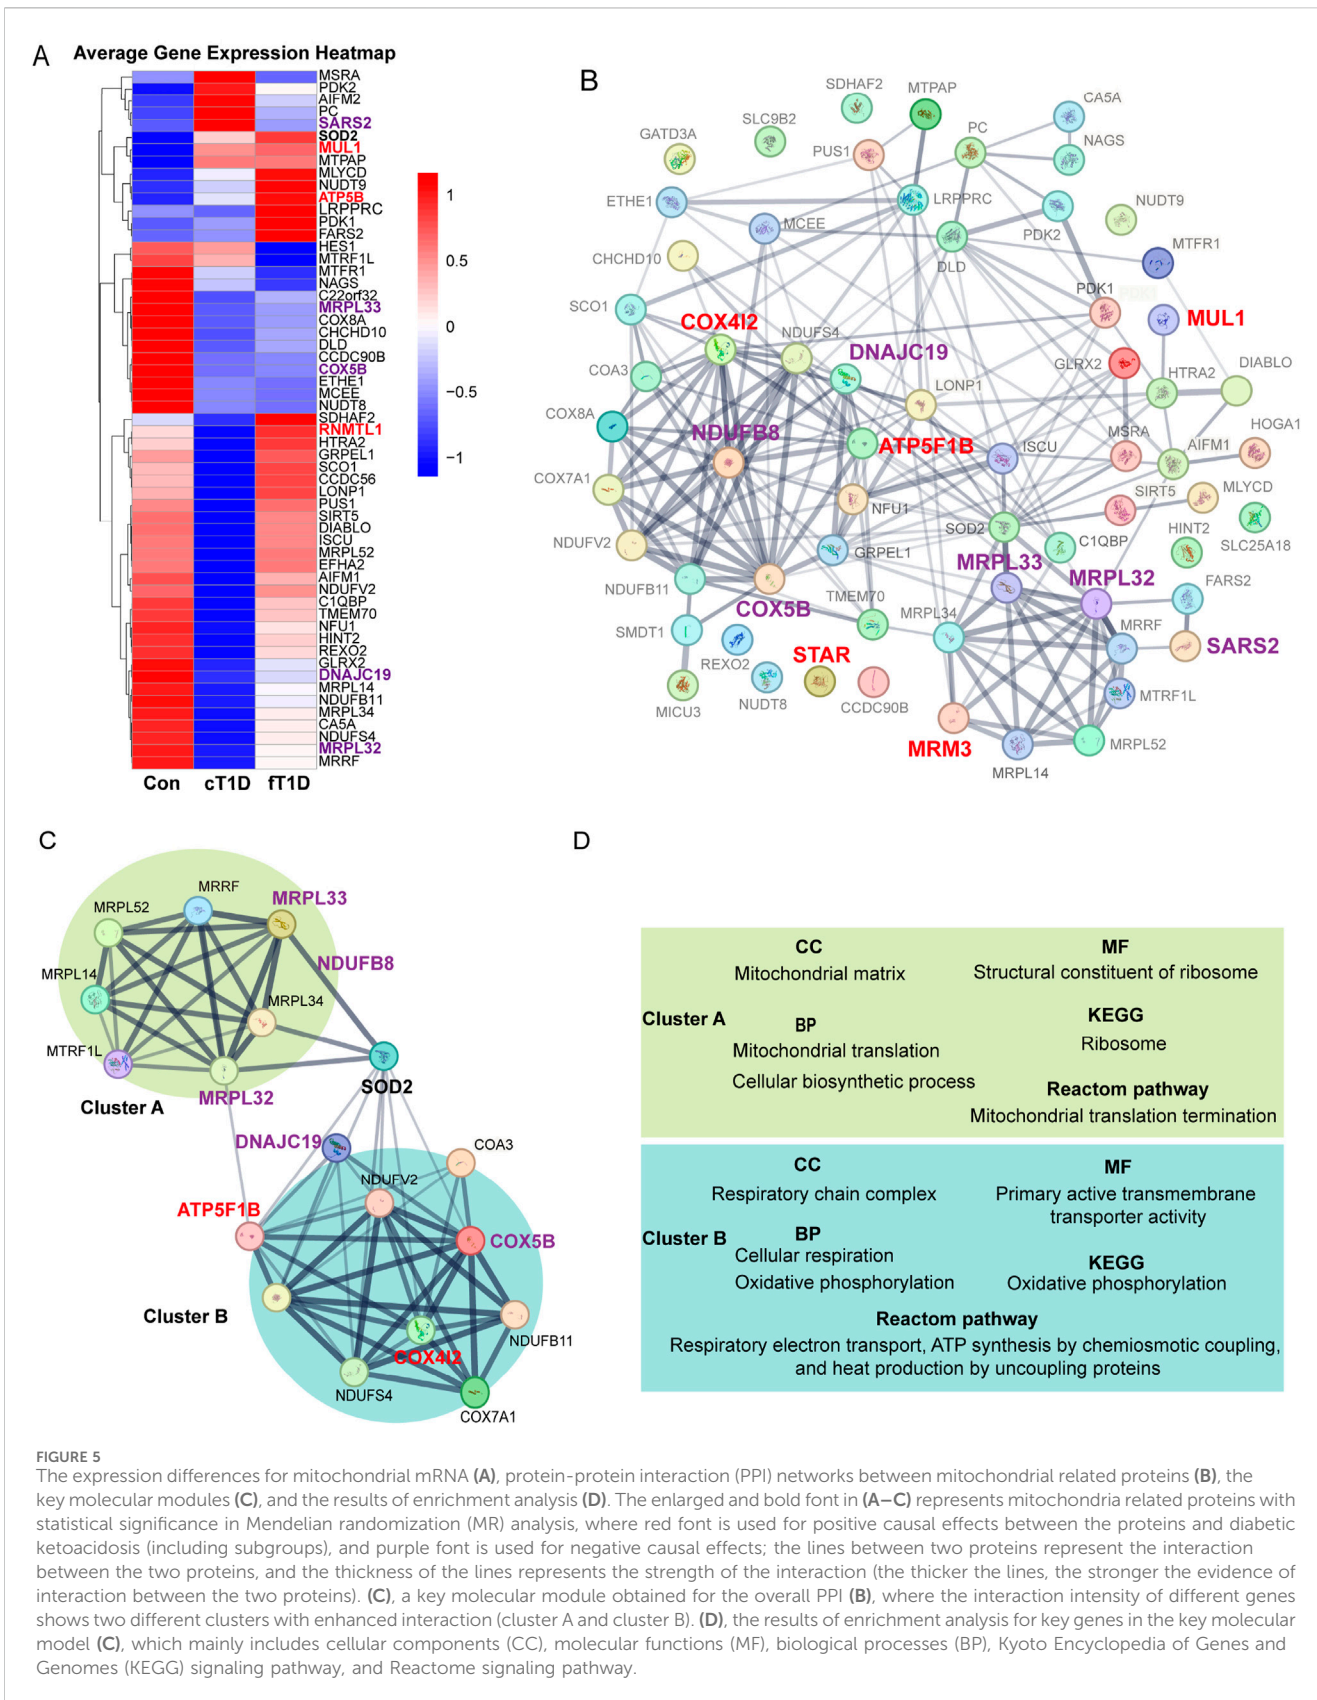 A
Average Gene Expression Heatmap
MSRA
PDK2
AIFM2
PC
SARS2
SOD2
MUL1
MTPAP
MLYCD
NUDT9
ATP5B
LRPPRC
PDK1
FARS2
HES1
MTRF1L
MTFR1
NAGS
C22orf32
MRPL33
COX8A
CHCHD10
DLD
CCDC90B
COX5B
ETHE1
MCEE
NUDT8
SDHAF2
RNMTL1
HTRA2
GRPEL1
SCO1
CCDC56
LONP1
PUS1
SIRT5
DIABLO
ISCU
MRPL52
EFHA2
AIFM1
NDUFV2
C1QBP
TMEM70
NFU1
HINT2
REXO2
GLRX2
DNAJC19
MRPL14
NDUFB11
MRPL34
CA5A
NDUFS4
MRPL32
MRRF
Con cT1D fT1D
1
0.5
0
−0.5
−1
B
SDHAF2
MTPAP
CA5A
SLC9B2
PC
GATD3A
PUS1
NAGS
ETHE1
LRPPRC
MCEE
NUDT9
PDK2
MTFR1
CHCHD10
DLD
SCO1
PDK1
COX4I2
NDUFS4
MUL1
DNAJC19
COA3
GLRX2
DIABLO
LONP1
HTRA2
COX8A
HOGA1
NDUFB8
ATP5F1B
MSRA
AIFM1
ISCU
COX7A1
SIRT5
MLYCD
NFU1
SOD2
HINT2
NDUFV2
C1QBP
SLC25A18
GRPEL1
MRPL33
MRPL32
NDUFB11
FARS2
COX5B
TMEM70
MRPL34
SMDT1
MRRF
SARS2
STAR
REXO2
MTRF1L
MICU3
NUDT8
CCDC90B
MRM3
MRPL52
MRPL14
C
MRRF
MRPL33
MRPL52
NDUFB8
MRPL14
MRPL34
MTRF1L
SOD2
MRPL32
Cluster A
DNAJC19
COA3
NDUFV2
ATP5F1B
COX5B
Cluster B
NDUFB11
COX4I2
NDUFS4
COX7A1
D
CC
MF
Mitochondrial matrix
Structural constituent of ribosome
Cluster A
BP
KEGG
Mitochondrial translation
Ribosome
Cellular biosynthetic process
Reactom pathway
Mitochondrial translation termination
CC
MF
Respiratory chain complex
Primary active transmembrane
transporter activity
Cluster B
BP
Cellular respiration
KEGG
Oxidative phosphorylation
Oxidative phosphorylation
Reactom pathway
Respiratory electron transport, ATP synthesis by chemiosmotic coupling,
and heat production by uncoupling proteins
FIGURE 5
The expression differences for mitochondrial mRNA (A), protein-protein interaction (PPI) networks between mitochondrial related proteins (B), the
key molecular modules (C), and the results of enrichment analysis (D). The enlarged and bold font in (A–C) represents mitochondria related proteins with
statistical significance in Mendelian randomization (MR) analysis, where red font is used for positive causal effects between the proteins and diabetic
ketoacidosis (including subgroups), and purple font is used for negative causal effects; the lines between two proteins represent the interaction
between the two proteins, and the thickness of the lines represents the strength of the interaction (the thicker the lines, the stronger the evidence of
interaction between the two proteins). (C), a key molecular module obtained for the overall PPI (B), where the interaction intensity of different genes
shows two different clusters with enhanced interaction (cluster A and cluster B). (D), the results of enrichment analysis for key genes in the key molecular
model (C), which mainly includes cellular components (CC), molecular functions (MF), biological processes (BP), Kyoto Encyclopedia of Genes and
Genomes (KEGG) signaling pathway, and Reactome signaling pathway.